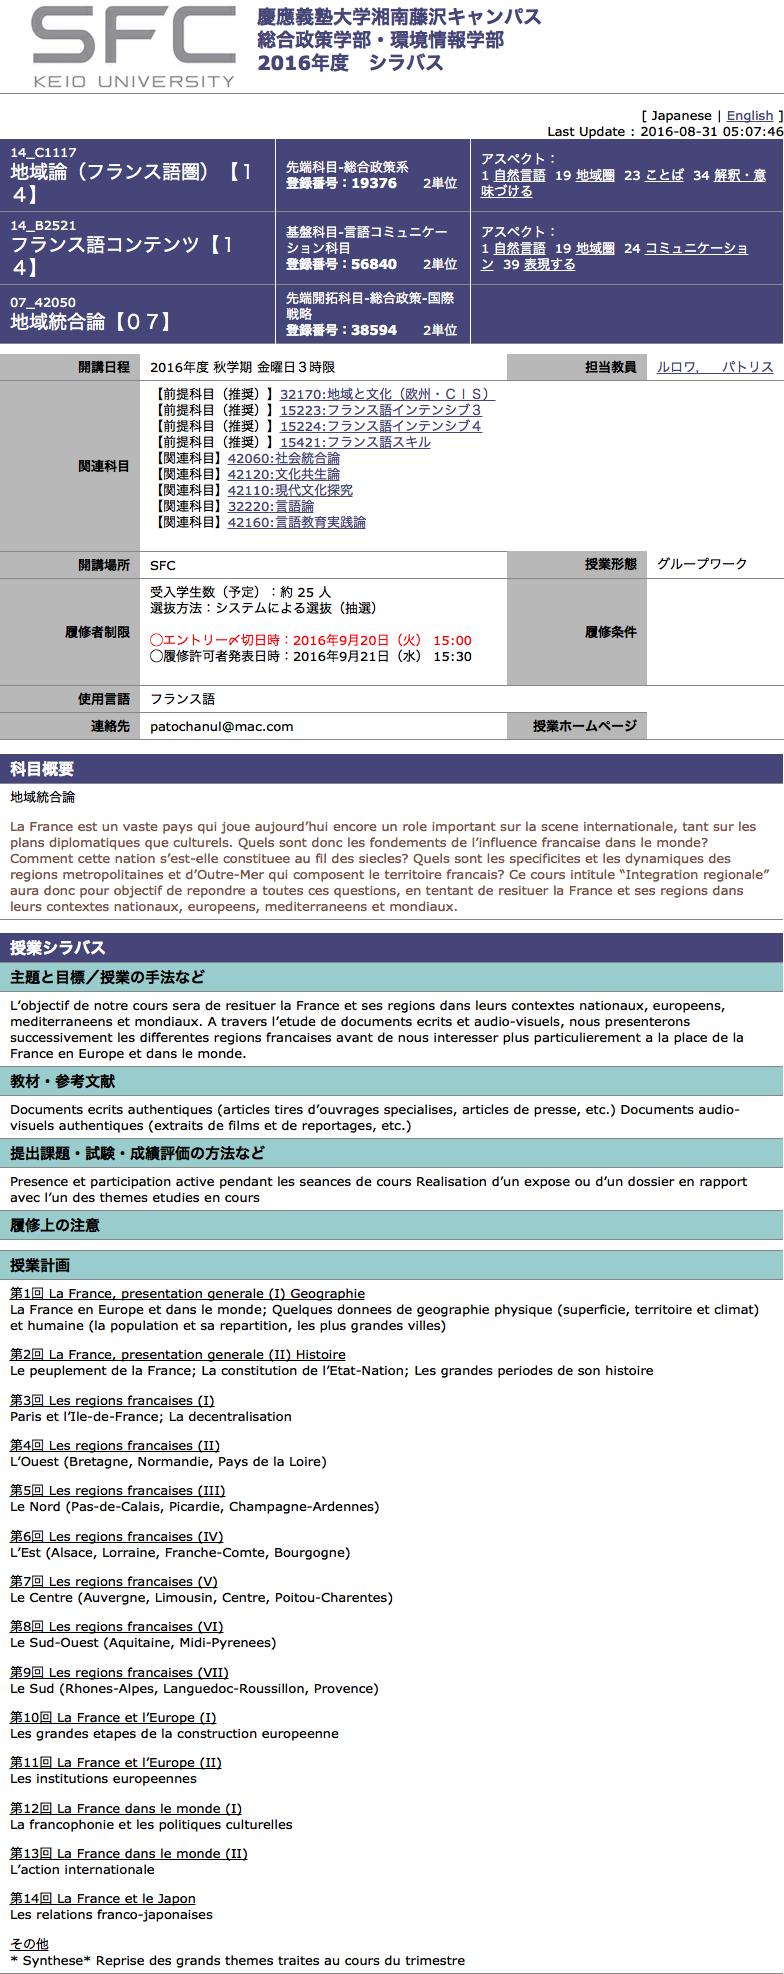 SFC
KEIO UNIVERSITY
慶應義塾大学湘南藤沢キャンパス
総合政策学部・環境情報学部
2016年度　シラバス
[ Japanese | English ]
Last Update : 2016-08-31 05:07:46
14_C1117
地域論（フランス語圏）【１
４】
先端科目-総合政策系
登録番号：19376　　2単位
アスペクト：
1 自然言語  19 地域圏  23 ことば  34 解釈・意
味づける
14_B2521
フランス語コンテンツ【１
４】
基盤科目-言語コミュニケー
ション科目
登録番号：56840　　2単位
アスペクト：
1 自然言語  19 地域圏  24 コミュニケーショ
ン  39 表現する
07_42050
地域統合論【０７】
先端開拓科目-総合政策-国際
戦略
登録番号：38594　　2単位
開講日程
2016年度 秋学期 金曜日３時限
担当教員
ルロワ，　パトリス
関連科目
【前提科目（推奨）】32170:地域と文化（欧州・ＣＩＳ）
【前提科目（推奨）】15223:フランス語インテンシブ３
【前提科目（推奨）】15224:フランス語インテンシブ４
【前提科目（推奨）】15421:フランス語スキル
【関連科目】42060:社会統合論
【関連科目】42120:文化共生論
【関連科目】42110:現代文化探究
【関連科目】32220:言語論
【関連科目】42160:言語教育実践論
開講場所
SFC
授業形態
グループワーク
履修者制限
受入学生数（予定）：約 25 人
選抜方法：システムによる選抜（抽選）
◯エントリー〆切日時：2016年9月20日（火） 15:00
◯履修許可者発表日時：2016年9月21日（水） 15:30
履修条件
使用言語
フランス語
連絡先
patochanul@mac.com
授業ホームページ
科目概要
地域統合論
La France est un vaste pays qui joue aujourd’hui encore un role important sur la scene internationale, tant sur les
plans diplomatiques que culturels. Quels sont donc les fondements de l’influence francaise dans le monde?
Comment cette nation s’est-elle constituee au fil des siecles? Quels sont les specificites et les dynamiques des
regions metropolitaines et d’Outre-Mer qui composent le territoire francais? Ce cours intitule “Integration regionale”
aura donc pour objectif de repondre a toutes ces questions, en tentant de resituer la France et ses regions dans
leurs contextes nationaux, europeens, mediterraneens et mondiaux.
授業シラバス
主題と目標／授業の手法など
L’objectif de notre cours sera de resituer la France et ses regions dans leurs contextes nationaux, europeens,
mediterraneens et mondiaux. A travers l’etude de documents ecrits et audio-visuels, nous presenterons
successivement les differentes regions francaises avant de nous interesser plus particulierement a la place de la
France en Europe et dans le monde.
教材・参考文献
Documents ecrits authentiques (articles tires d’ouvrages specialises, articles de presse, etc.) Documents audio-
visuels authentiques (extraits de films et de reportages, etc.)
提出課題・試験・成績評価の方法など
Presence et participation active pendant les seances de cours Realisation d’un expose ou d’un dossier en rapport
avec l’un des themes etudies en cours
履修上の注意
授業計画
第1回 La France, presentation generale (I) Geographie
La France en Europe et dans le monde; Quelques donnees de geographie physique (superficie, territoire et climat)
et humaine (la population et sa repartition, les plus grandes villes)
第2回 La France, presentation generale (II) Histoire
Le peuplement de la France; La constitution de l’Etat-Nation; Les grandes periodes de son histoire
第3回 Les regions francaises (I)
Paris et l’Ile-de-France; La decentralisation
第4回 Les regions francaises (II)
L’Ouest (Bretagne, Normandie, Pays de la Loire)
第5回 Les regions francaises (III)
Le Nord (Pas-de-Calais, Picardie, Champagne-Ardennes)
第6回 Les regions francaises (IV)
L’Est (Alsace, Lorraine, Franche-Comte, Bourgogne)
第7回 Les regions francaises (V)
Le Centre (Auvergne, Limousin, Centre, Poitou-Charentes)
第8回 Les regions francaises (VI)
Le Sud-Ouest (Aquitaine, Midi-Pyrenees)
第9回 Les regions francaises (VII)
Le Sud (Rhones-Alpes, Languedoc-Roussillon, Provence)
第10回 La France et l’Europe (I)
Les grandes etapes de la construction europeenne
第11回 La France et l’Europe (II)
Les institutions europeennes
第12回 La France dans le monde (I)
La francophonie et les politiques culturelles
第13回 La France dans le monde (II)
L’action internationale
第14回 La France et le Japon
Les relations franco-japonaises
その他
* Synthese* Reprise des grands themes traites au cours du trimestre